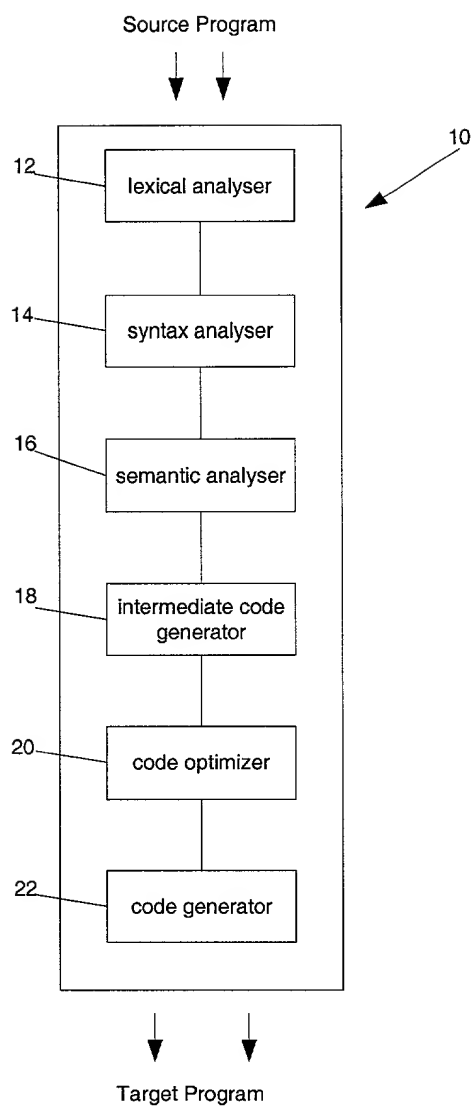 Source Program
10
12
lexical analyser
14
syntax analyser
16
semantic analyser
18
intermediate code
generator
20
code optimizer
22
code generator
Target Program